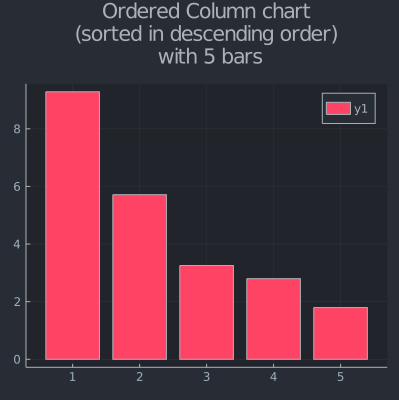 Ordered Column chart
(sorted in descending order)
with 5 bars
y1
8
6
4
2
0
1 2 3 4 5